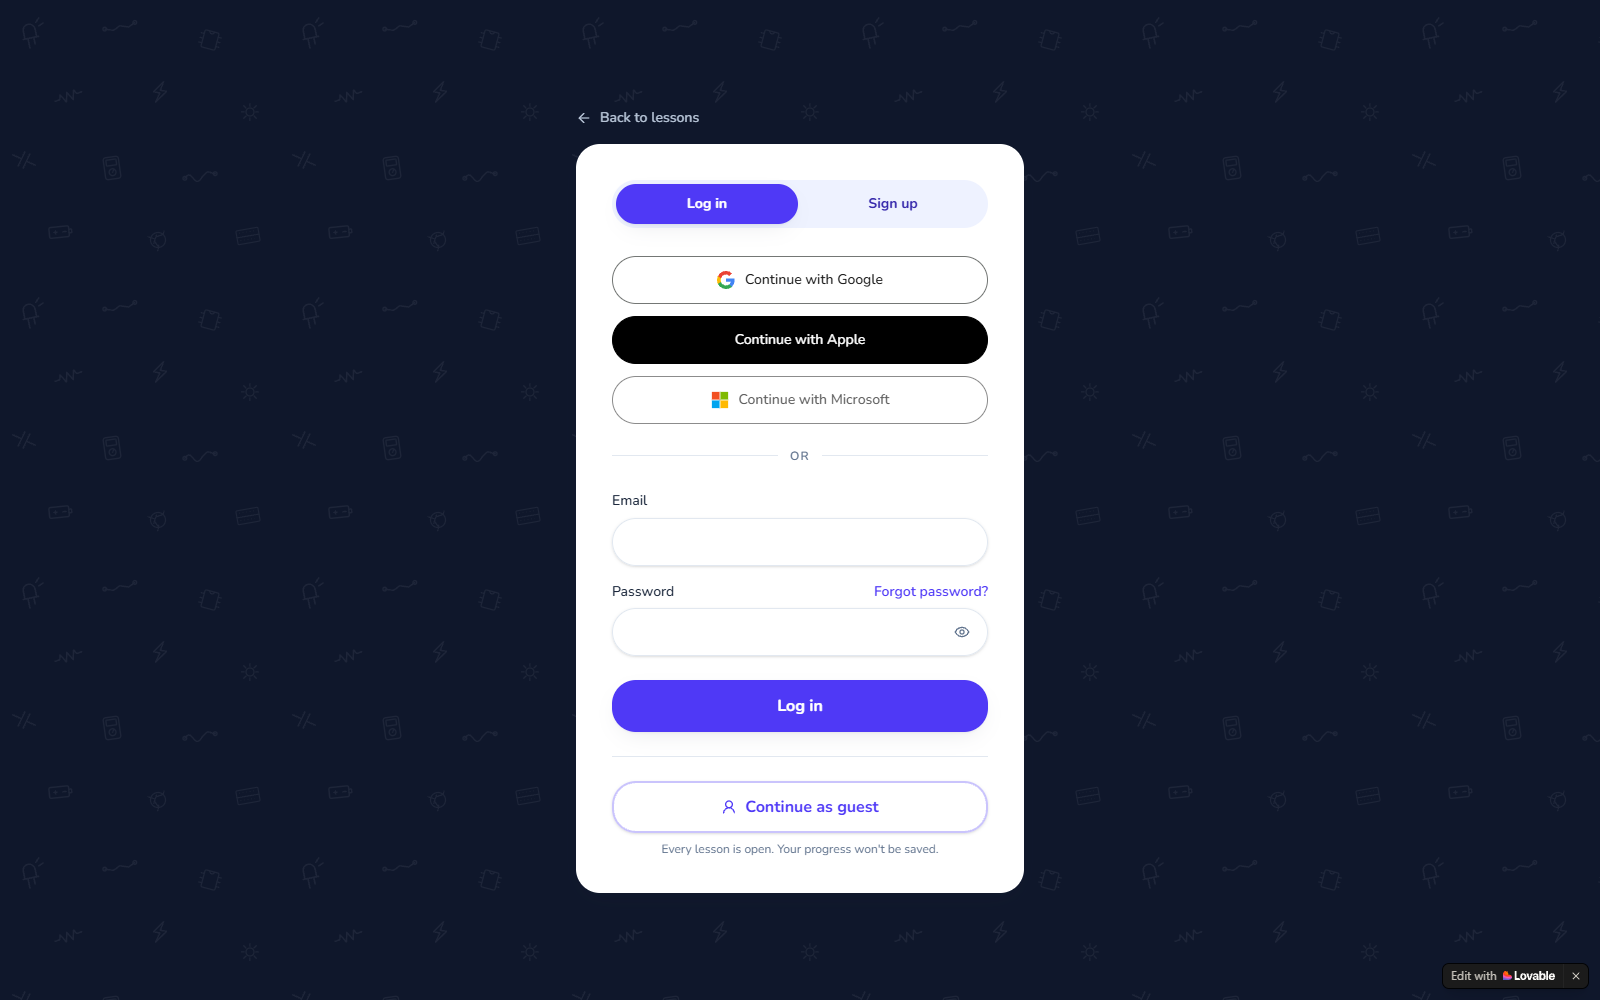 Back to lessons
Log in
Sign up
Continue with Google
Continue with Apple
Continue with Microsoft
OR
Email
Password
Forgot password?
Log in
Continue as guest
Every lesson is open. Your progress won't be saved.
Edit with Lovable